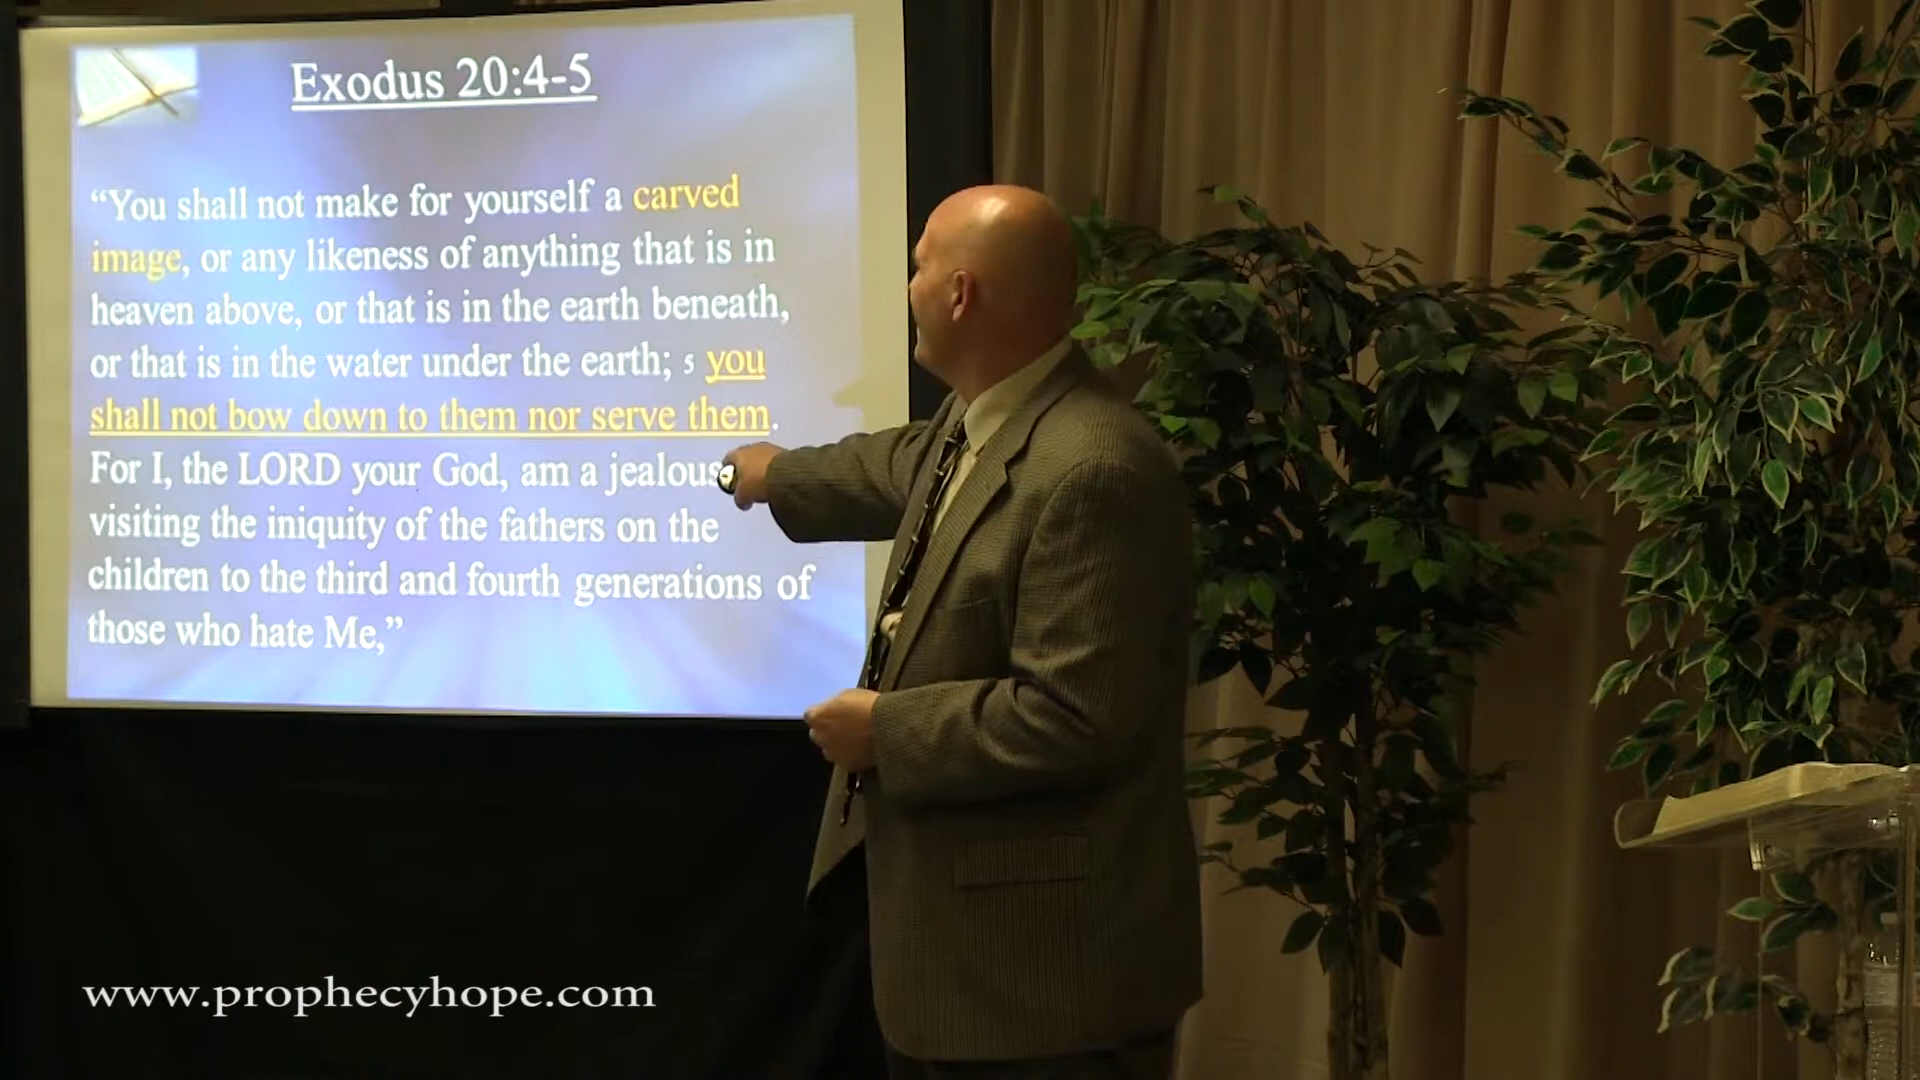 Exodus 20:4-5
“You shall not make for yourself a carved
image, or any likeness of anything that is in
heaven above, or that is in the earth beneath,
or that is in the water under the earth; 5 you
shall not bow down to them nor serve them.
For I, the LORD your God, am a jealous
visiting the iniquity of the fathers on the
children to the third and fourth generations of
those who hate Me,”
www.prophecyhope.com